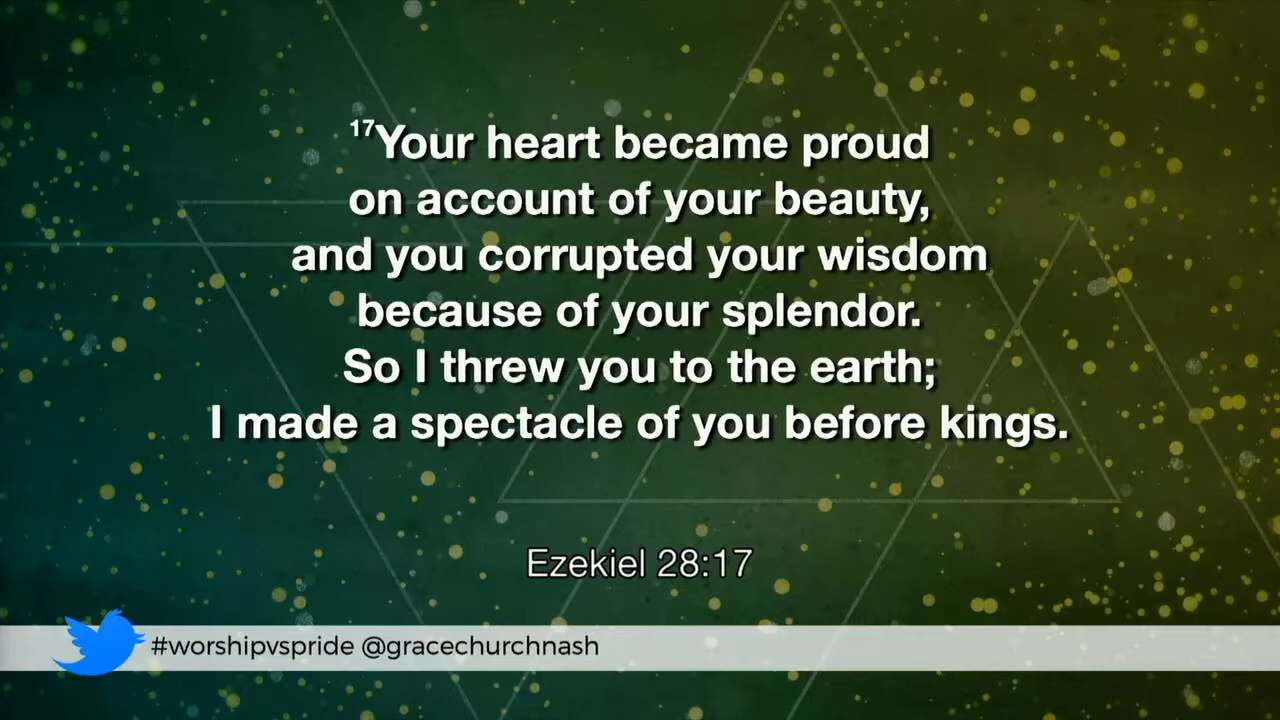 17Your heart became proud
on account of your beauty,
and you corrupted your wisdom
because of your splendor.
So I threw you to the earth;
I made a spectacle of you before kings.
Ezekiel 28:17
#worshipvspride @gracechurchnash